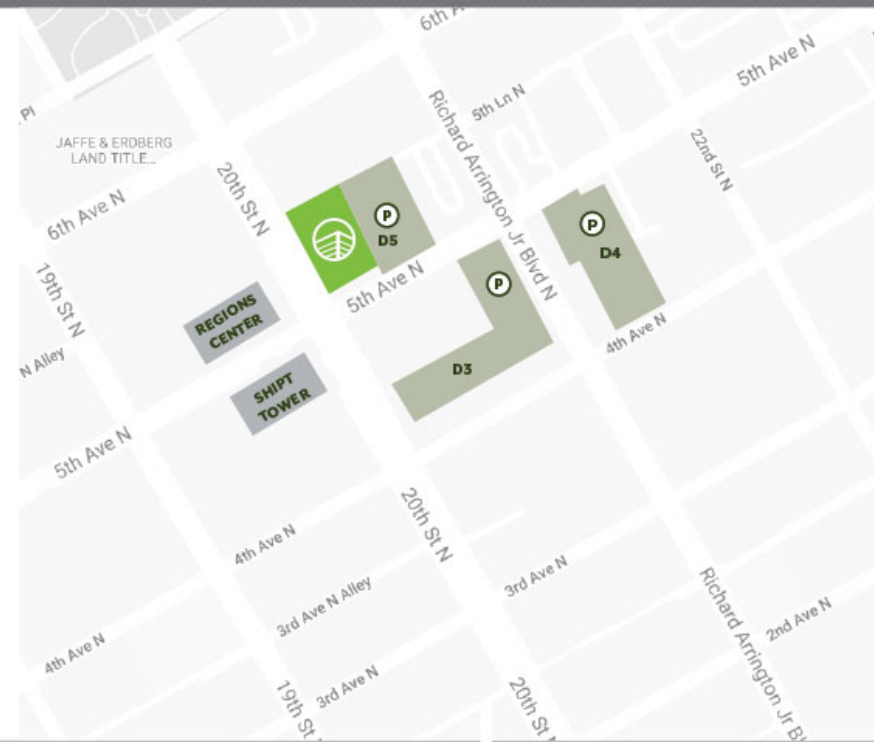 6th A
5th Ave N
5th Ln N
Richard Arrington Jr Blvd N
22nd St N
Pl
JAFFE & ERDBERG
LAND TITLE...
20th St N
6th Ave N
P
D5
P
D4
5th Ave N
P
19th St N
REGIONS
CENTER
N Alley
4th Ave N
D3
SHIPT
TOWER
5th Ave N
20th St N
4th Ave N
3rd Ave N
3rd Ave N Alley
Richard Arrington Jr Bl
2nd Ave N
4th Ave N
3rd Ave N
19th St N
20th St N